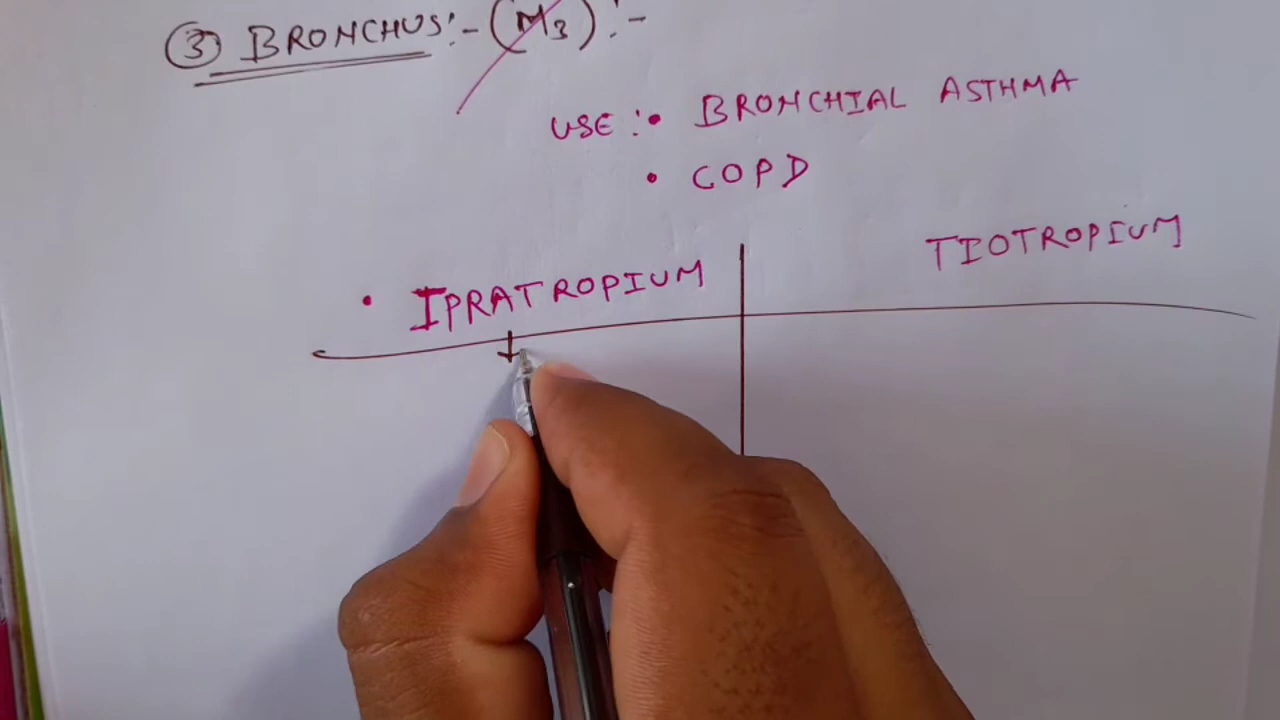 ③ BRONCHUS:- (M3):-
USE:• BRONCHIAL ASTHMA
• COPD
• IPRATROPIUM
TIOTROPIUM